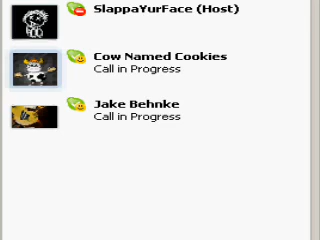 SlappaYurFace (Host)
Cow Named Cookies
Call in Progress
Jake Behnke
Call in Progress